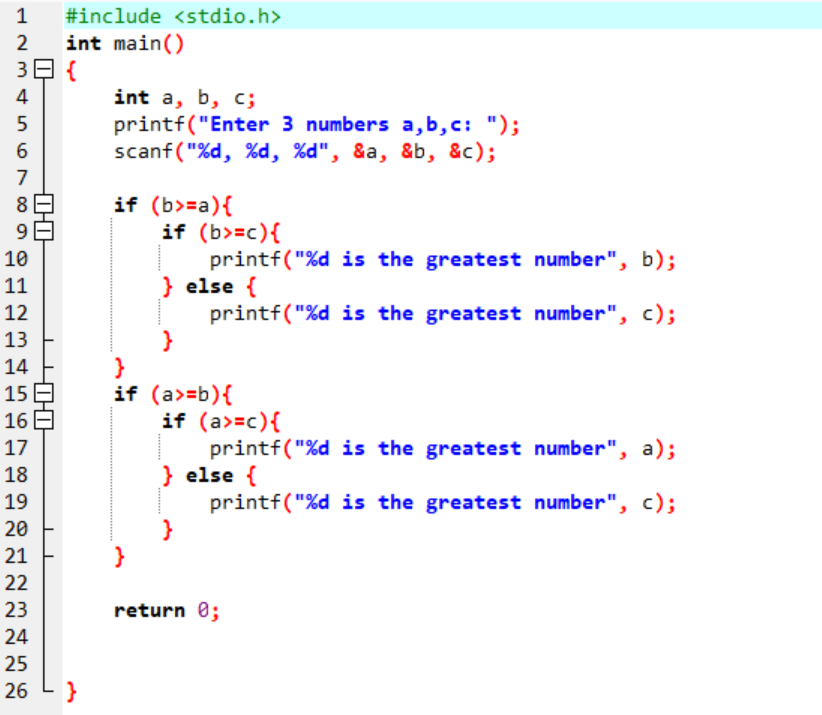 1 #include <stdio.h>
2 int main()
3 {
4     int a, b, c;
5     printf("Enter 3 numbers a,b,c: ");
6     scanf("%d, %d, %d", &a, &b, &c);
7
8     if (b>=a){
9         if (b>=c){
10             printf("%d is the greatest number", b);
11         } else {
12             printf("%d is the greatest number", c);
13         }
14     }
15     if (a>=b){
16         if (a>=c){
17             printf("%d is the greatest number", a);
18         } else {
19             printf("%d is the greatest number", c);
20         }
21     }
22
23     return 0;
24
25
26 }